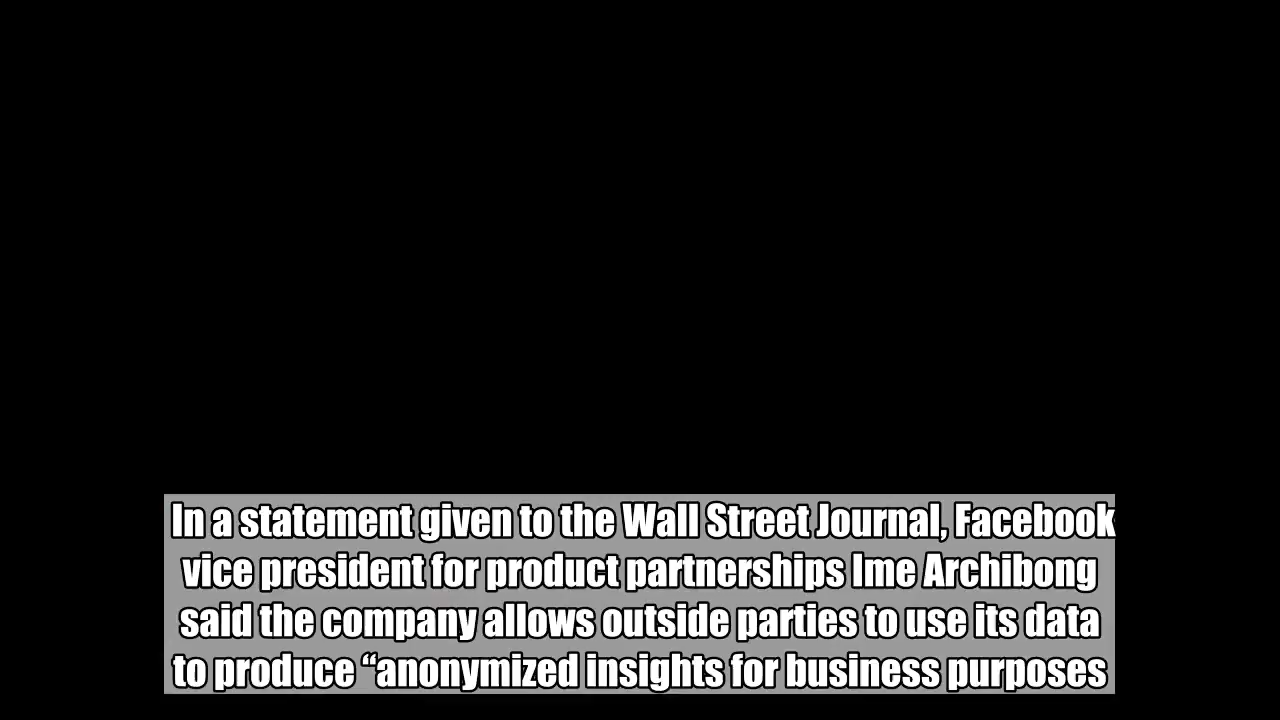 In a statement given to the Wall Street Journal, Facebook
vice president for product partnerships Ime Archibong
said the company allows outside parties to use its data
to produce “anonymized insights for business purposes